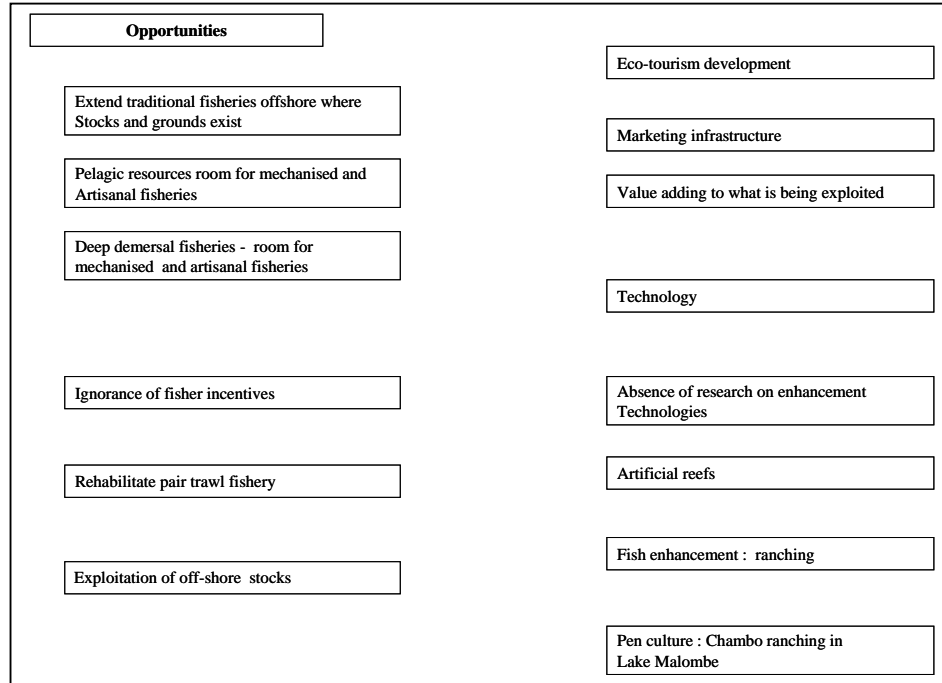 Opportunities
Extend traditional fisheries offshore where
Stocks and grounds exist
Pelagic resources room for mechanised and
Artisanal fisheries
Deep demersal fisheries - room for
mechanised and artisanal fisheries
Ignorance of fisher incentives
Rehabilitate pair trawl fishery
Exploitation of off-shore stocks
Eco-tourism development
Marketing infrastructure
Value adding to what is being exploited
Technology
Absence of research on enhancement
Technologies
Artificial reefs
Fish enhancement : ranching
Pen culture : Chambo ranching in
Lake Malombe